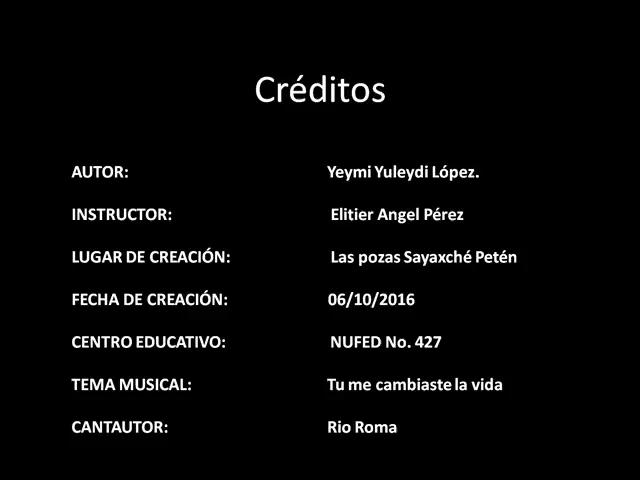 Créditos
AUTOR: Yeymi Yuleydi López.
INSTRUCTOR: Elitier Angel Pérez
LUGAR DE CREACIÓN: Las pozas Sayaxché Petén
FECHA DE CREACIÓN: 06/10/2016
CENTRO EDUCATIVO: NUFED No. 427
TEMA MUSICAL: Tu me cambiaste la vida
CANTAUTOR: Rio Roma